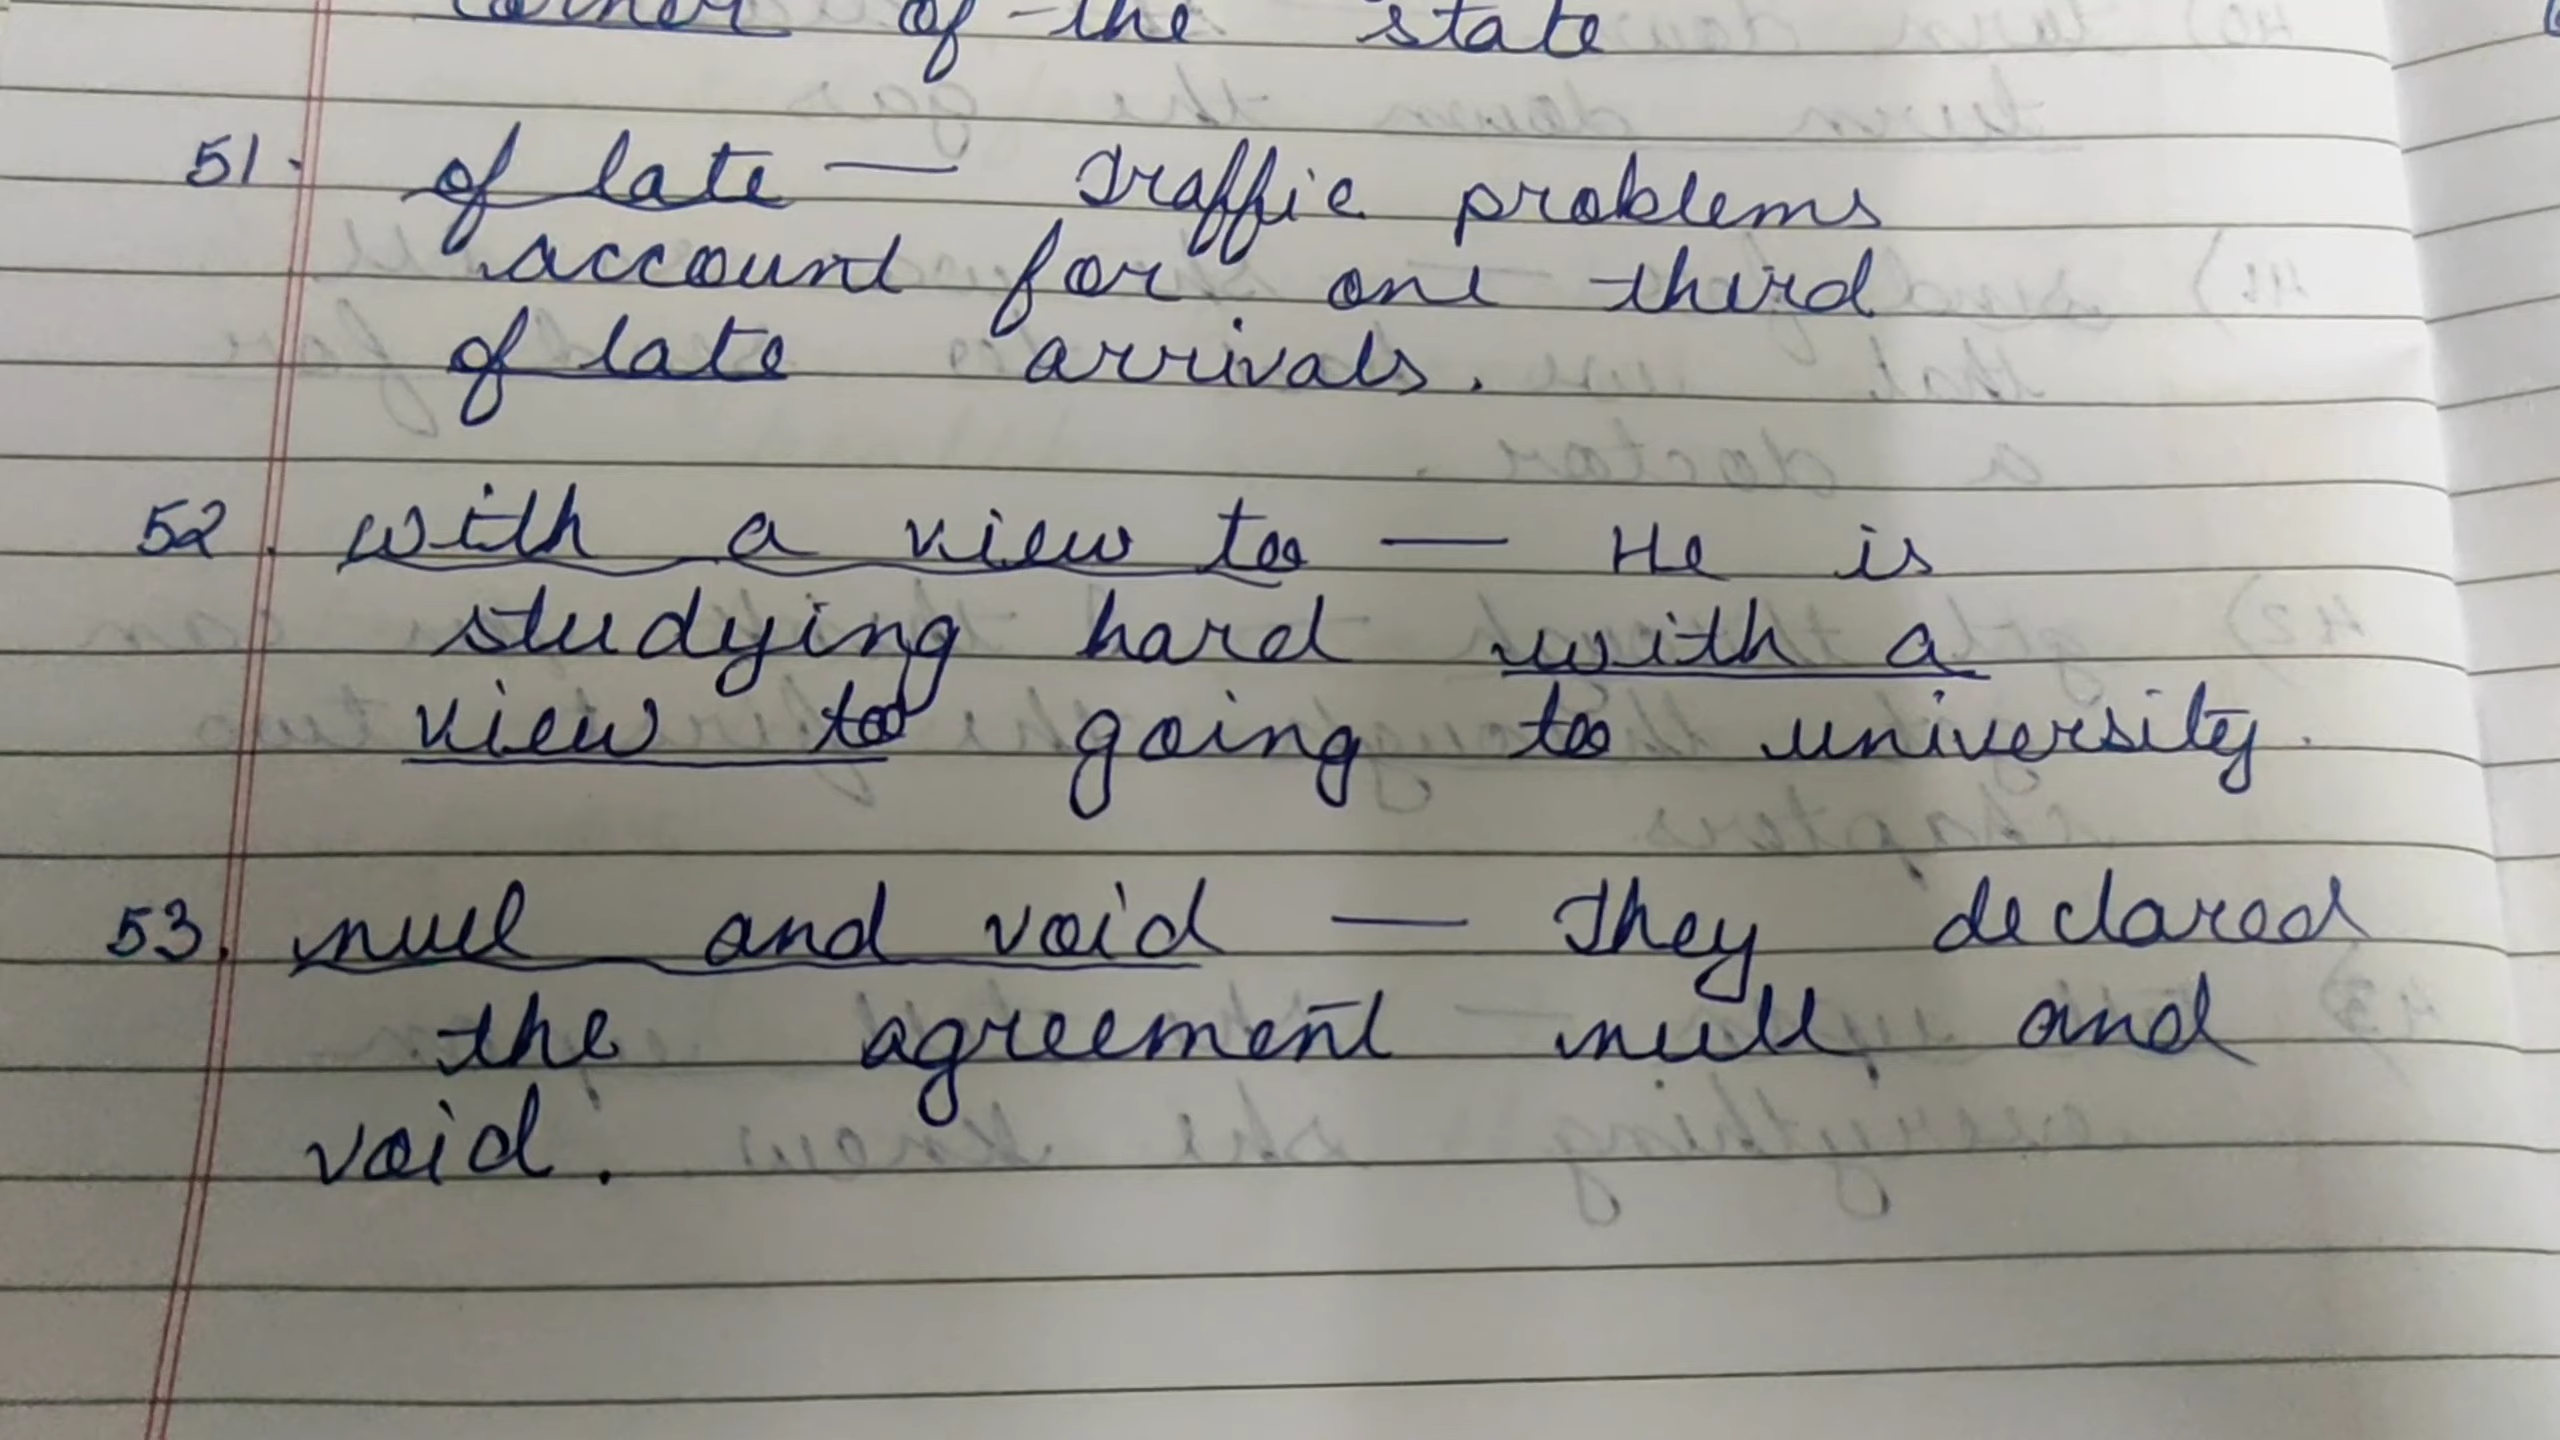 corner of the state
51. of late — Traffic problems
account for one third
of late arrivals.
52. with a view to — He is
studying hard with a
view to going to university.
53. null and void — They declared
the agreement null and
void.